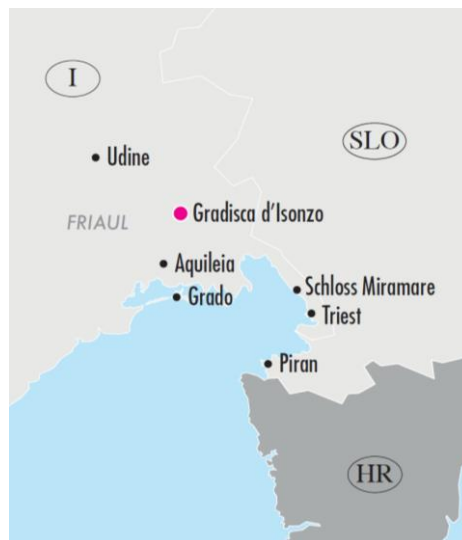 I
SLO
Udine
Gradisca d'Isonzo
FRIAUL
Aquileia
Schloss Miramare
Grado
Triest
Piran
HR